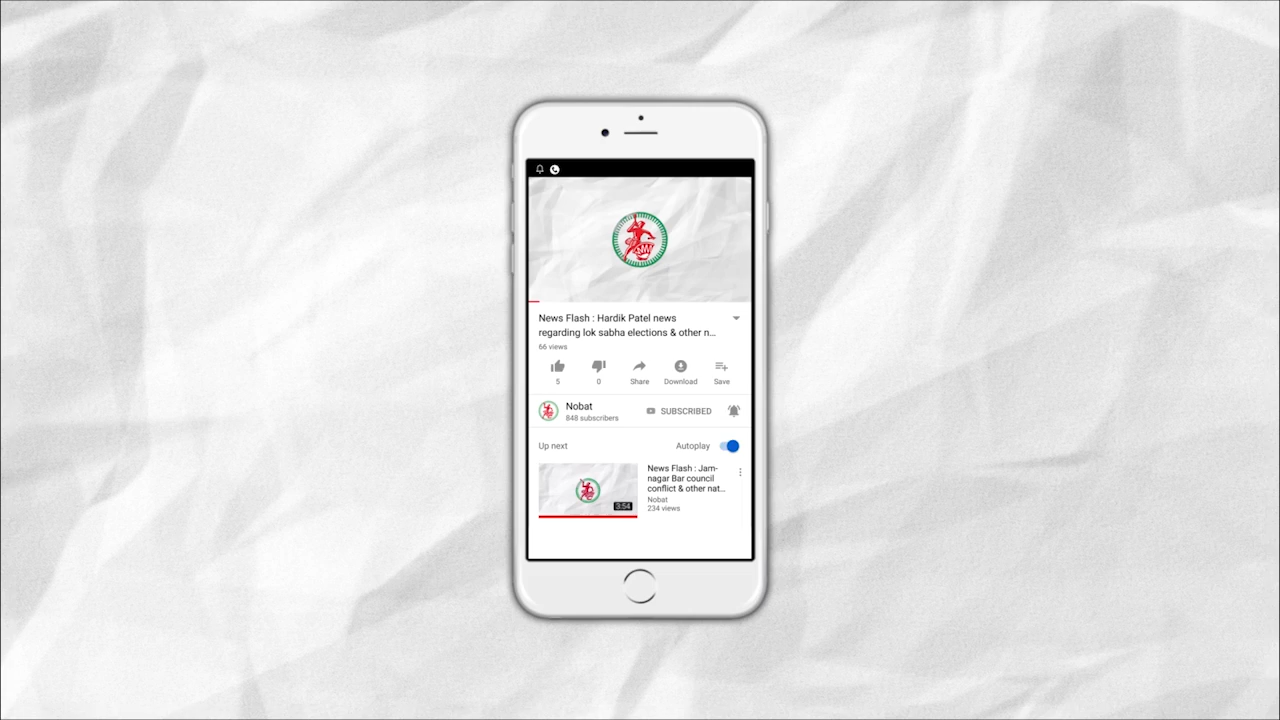 News Flash : Hardik Patel news
regarding lok sabha elections & other n...
66 views
5
0
Share
Download
Save
Nobat
848 subscribers
SUBSCRIBED
Up next
Autoplay
3:54
News Flash : Jam-
nagar Bar council
conflict & other nat...
Nobat
234 views